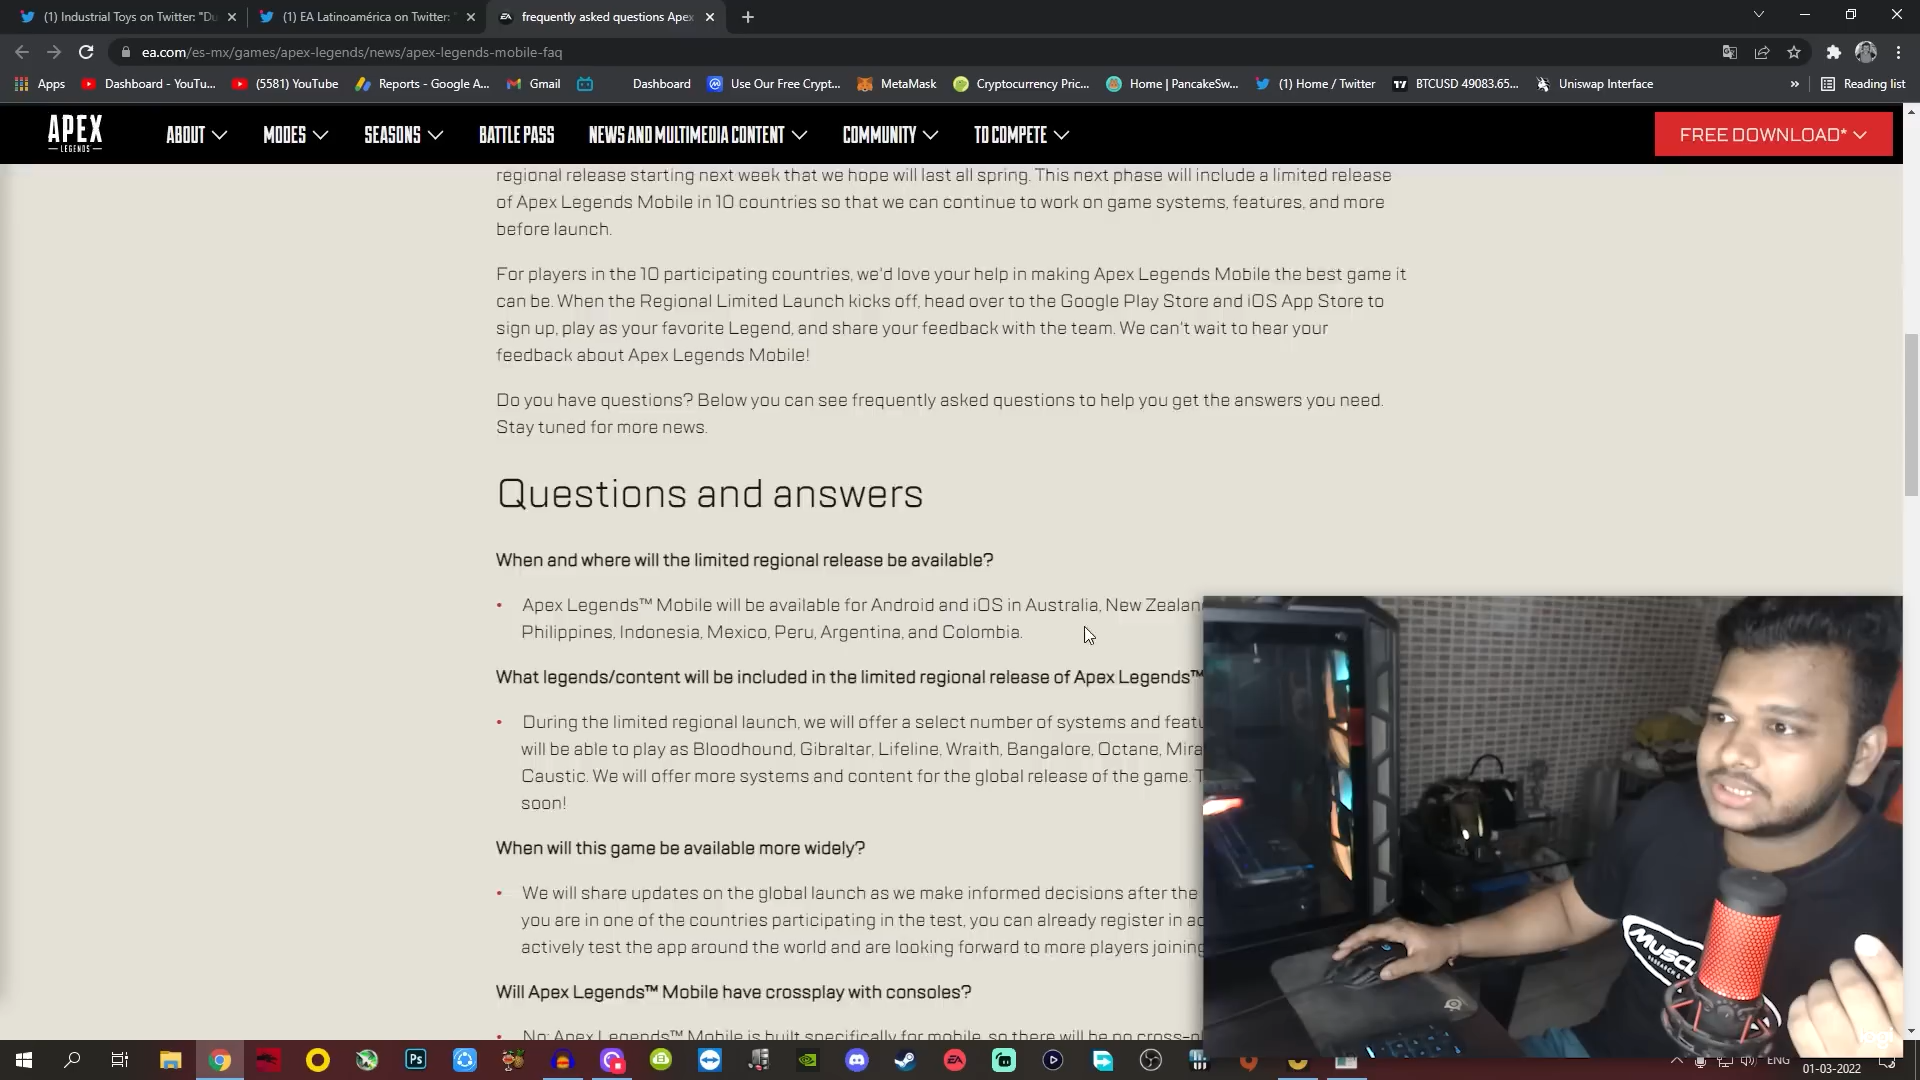 (1) Industrial Toys on Twitter: "Du
(1) EA Latinoamérica on Twitter: "
frequently asked questions Apex
ea.com/es-mx/games/apex-legends/news/apex-legends-mobile-faq
Apps
Dashboard - YouTu...
(5581) YouTube
Reports - Google A...
Gmail
Dashboard
Use Our Free Crypt...
MetaMask
Cryptocurrency Pric...
Home | PancakeSw...
(1) Home / Twitter
BTCUSD 49083.65...
Uniswap Interface
»
Reading list
APEX
LEGENDS
ABOUT
MODES
SEASONS
BATTLE PASS
NEWS AND MULTIMEDIA CONTENT
COMMUNITY
TO COMPETE
FREE DOWNLOAD*
regional release starting next week that we hope will last all spring. This next phase will include a limited release
of Apex Legends Mobile in 10 countries so that we can continue to work on game systems, features, and more
before launch.
For players in the 10 participating countries, we'd love your help in making Apex Legends Mobile the best game it
can be. When the Regional Limited Launch kicks off, head over to the Google Play Store and iOS App Store to
sign up, play as your favorite Legend, and share your feedback with the team. We can't wait to hear your
feedback about Apex Legends Mobile!
Do you have questions? Below you can see frequently asked questions to help you get the answers you need.
Stay tuned for more news.
Questions and answers
When and where will the limited regional release be available?
• Apex Legends™ Mobile will be available for Android and iOS in Australia, New Zealan
Philippines, Indonesia, Mexico, Peru, Argentina, and Colombia.
What legends/content will be included in the limited regional release of Apex Legends™
• During the limited regional launch, we will offer a select number of systems and featu
will be able to play as Bloodhound, Gibraltar, Lifeline, Wraith, Bangalore, Octane, Mira
Caustic. We will offer more systems and content for the global release of the game. T
soon!
When will this game be available more widely?
• We will share updates on the global launch as we make informed decisions after the
you are in one of the countries participating in the test, you can already register in ad
actively test the app around the world and are looking forward to more players joining
Will Apex Legends™ Mobile have crossplay with consoles?
• No: Apex Legends™ Mobile is built specifically for mobile, so there will be no cross-pl
MUSCL
RESEARCH &
logi
Ps
EA
ENG
01-03-2022